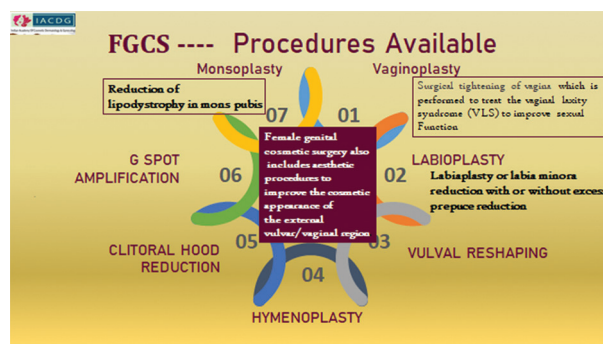 IACDG
FGCS ---- Procedures Available
Monsoplasty
Vaginoplasty
Reduction of
lipodystrophy in mons pubis
Surgical tightening of vagina which is
performed to treat the vaginal laxity
syndrome (VLS) to improve sexual
Function
07
01
Female genital
cosmetic surgery also
includes aesthetic
procedures to
improve the cosmetic
appearance of
the external
vulvar/vaginal region
G SPOT
AMPLIFICATION
06
02
LABIOPLASTY
Labiaplasty or labia minora
reduction with or without exces
prepuce reduction
CLITORAL HOOD
REDUCTION
05
03
VULVAL RESHAPING
04
HYMENOPLASTY